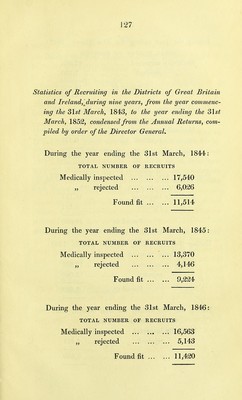 127
Statistics of Recruiting in the Districts of Great Britain
and Ireland, during nine years, from the year commenc-
ing the 31st March, 1843, to the year ending the 31st
March, 1852, condensed from the Annual Returns, com-
piled by order of the Director General.
During the year ending the 31st March, 1844:
TOTAL NUMBER OF RECRUITS
Medically inspected ... ... ... 17,540
„ rejected ... ... ... 6,026
Found fit ... ... 11,514
During the year ending the 31st March, 1845:
TOTAL NUMBER OF RECRUITS
Medically inspected ... ... ... 13,370
„ rejected ... ... ... 4,146
Found fit ... ... 9,224
During the year ending the 31st March, 1846:
TOTAL NUMBER OF RECRUITS
Medically inspected ... ... ... 16,563
„ rejected ... ... ... 5,143
Found fit ... ... 11,420